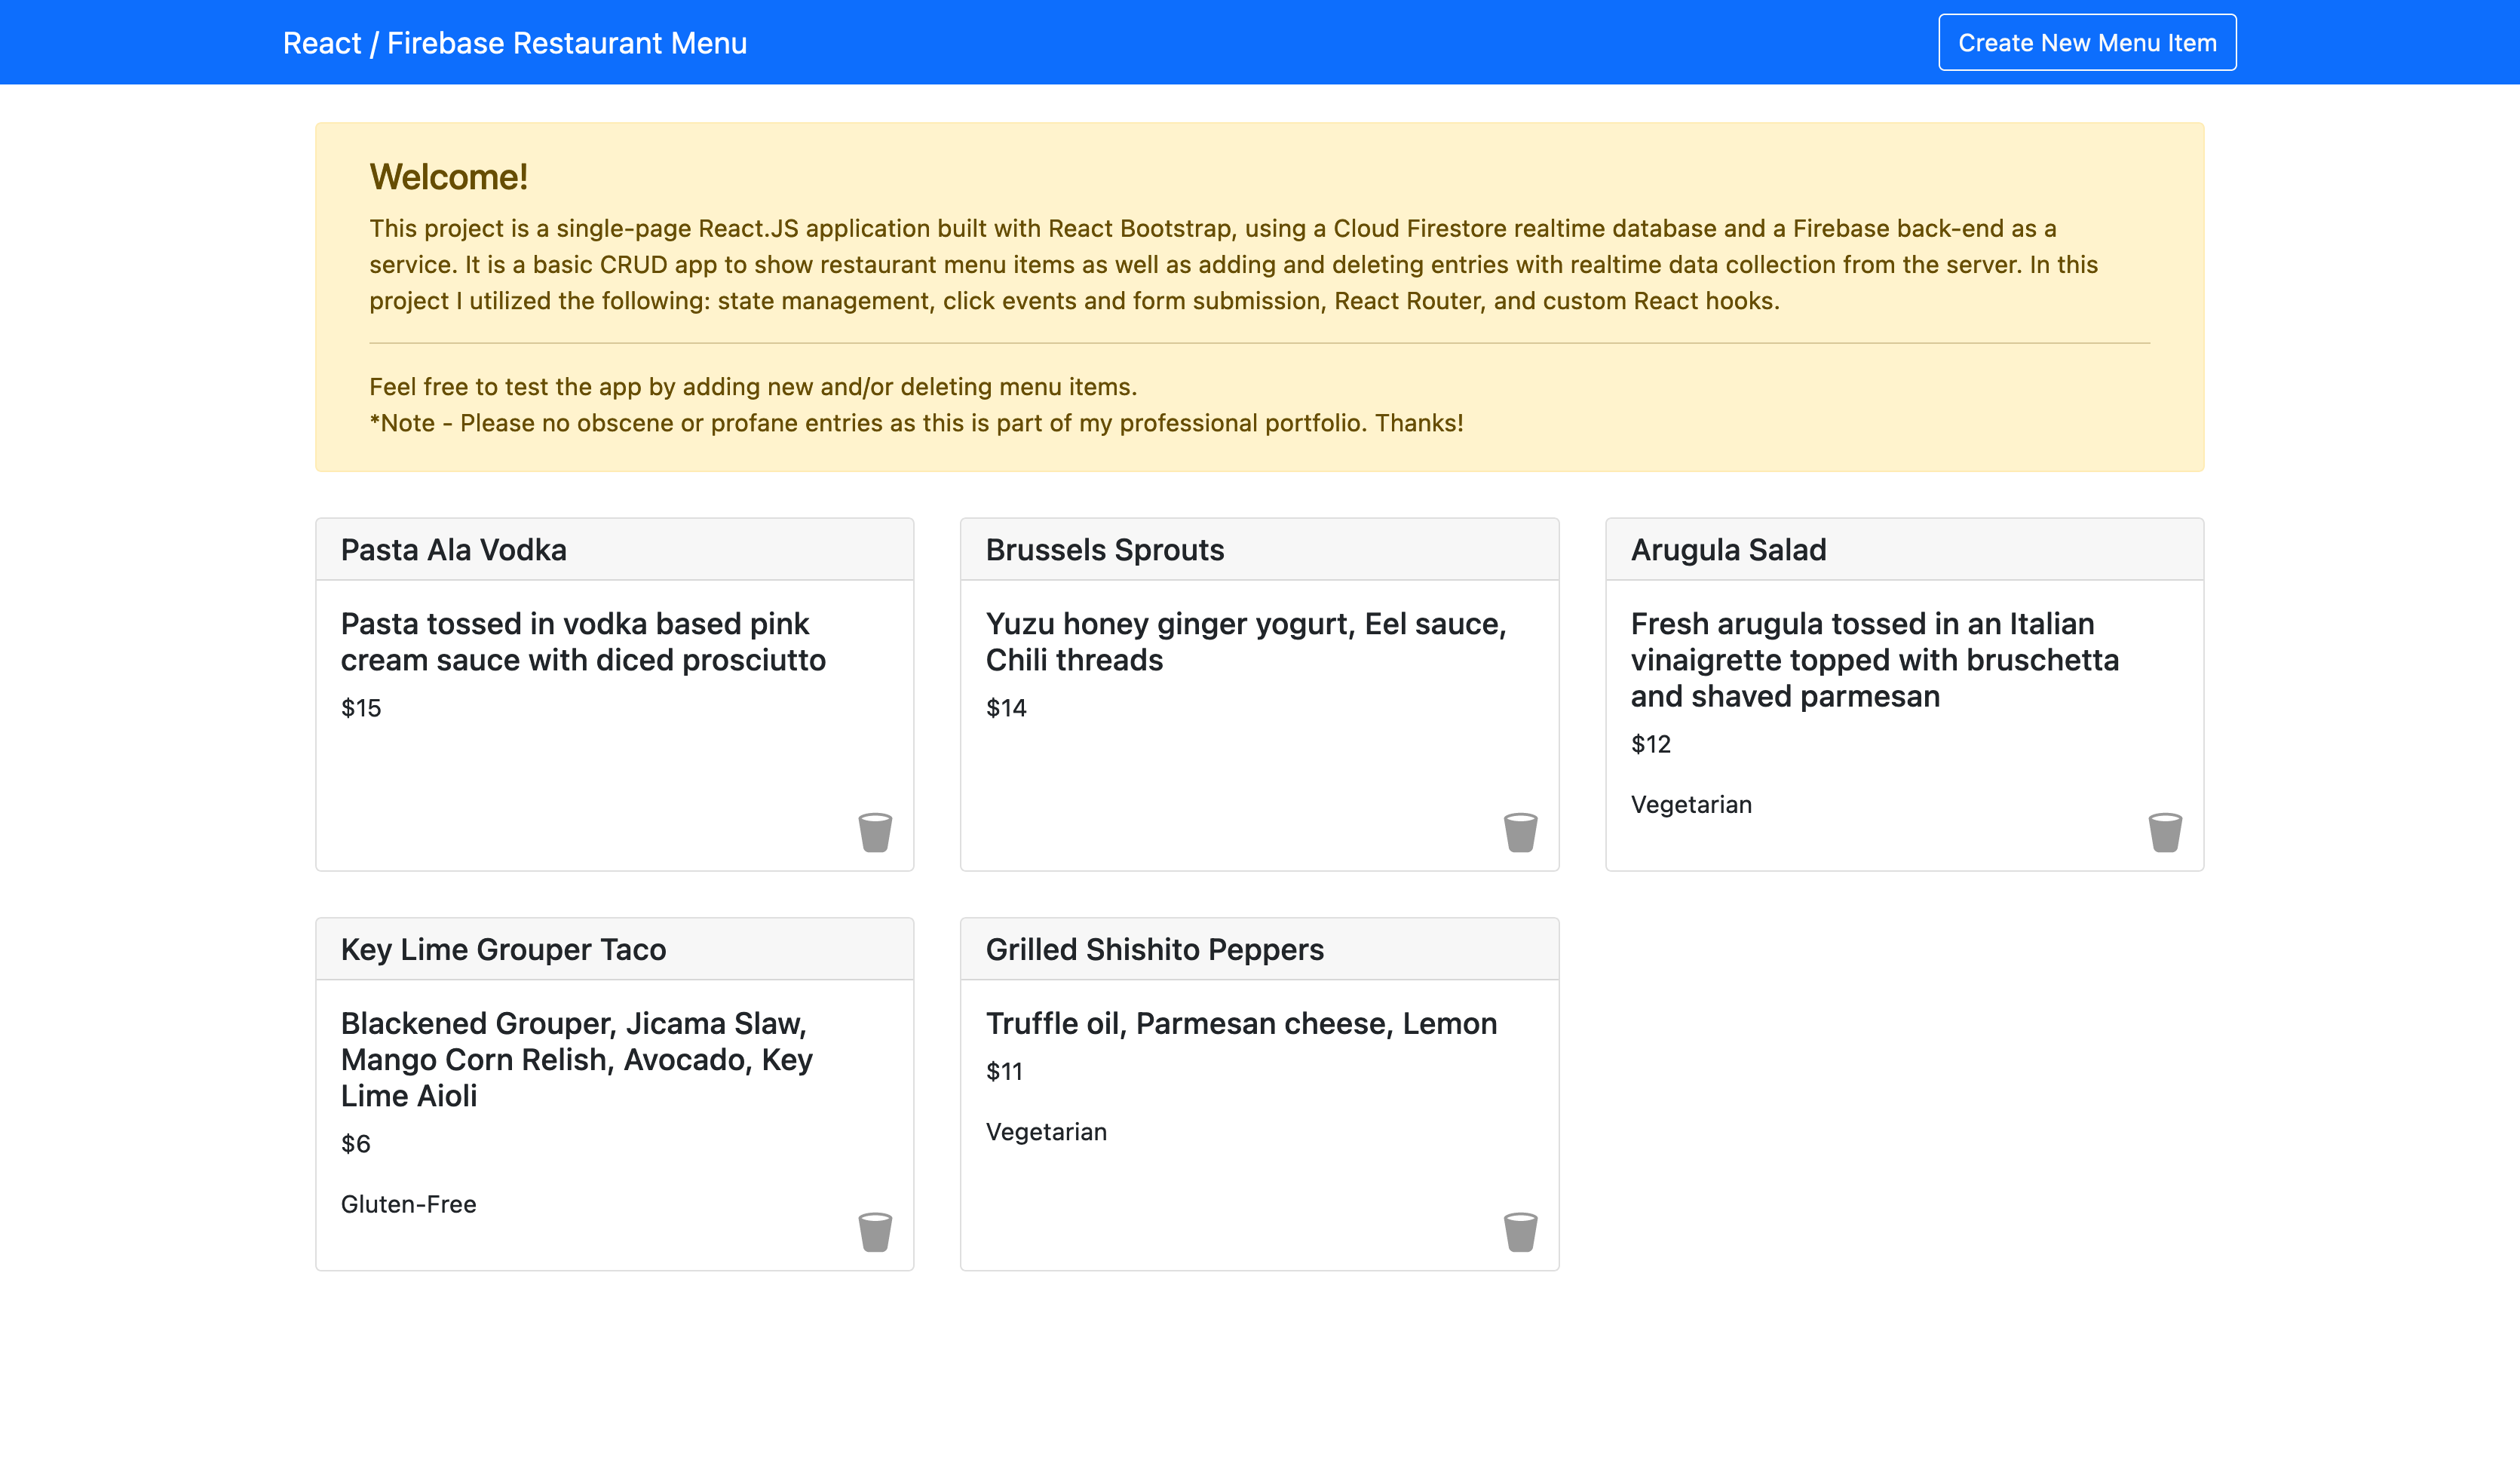 React / Firebase Restaurant Menu
Create New Menu Item
Welcome!
This project is a single-page React.JS application built with React Bootstrap, using a Cloud Firestore realtime database and a Firebase back-end as a
service. It is a basic CRUD app to show restaurant menu items as well as adding and deleting entries with realtime data collection from the server. In this
project I utilized the following: state management, click events and form submission, React Router, and custom React hooks.
Feel free to test the app by adding new and/or deleting menu items.
*Note - Please no obscene or profane entries as this is part of my professional portfolio. Thanks!
Pasta Ala Vodka
Pasta tossed in vodka based pink
cream sauce with diced prosciutto
$15
Brussels Sprouts
Yuzu honey ginger yogurt, Eel sauce,
Chili threads
$14
Arugula Salad
Fresh arugula tossed in an Italian
vinaigrette topped with bruschetta
and shaved parmesan
$12
Vegetarian
Key Lime Grouper Taco
Blackened Grouper, Jicama Slaw,
Mango Corn Relish, Avocado, Key
Lime Aioli
$6
Gluten-Free
Grilled Shishito Peppers
Truffle oil, Parmesan cheese, Lemon
$11
Vegetarian